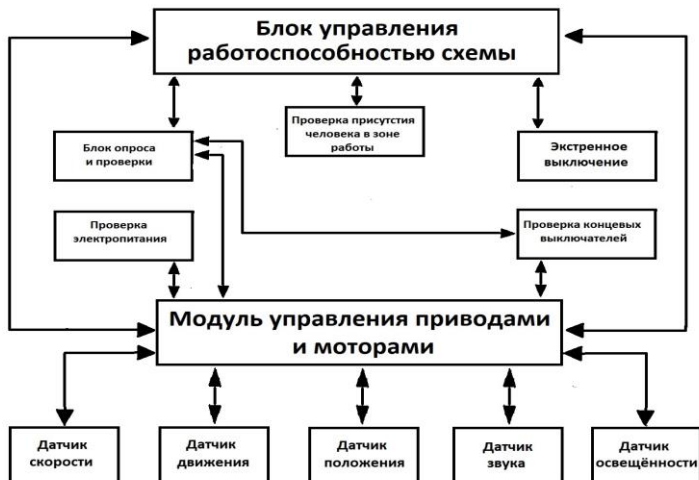 Блок управления
работоспособностью схемы
Проверка присутстия
человека в зоне
работы
Блок опроса
и проверки
Экстренное
выключение
Проверка
электропитания
Проверка концевых
выключателей
Модуль управления приводами
и моторами
Датчик
скорости
Датчик
движения
Датчик
положения
Датчик
звука
Датчик
освещённости